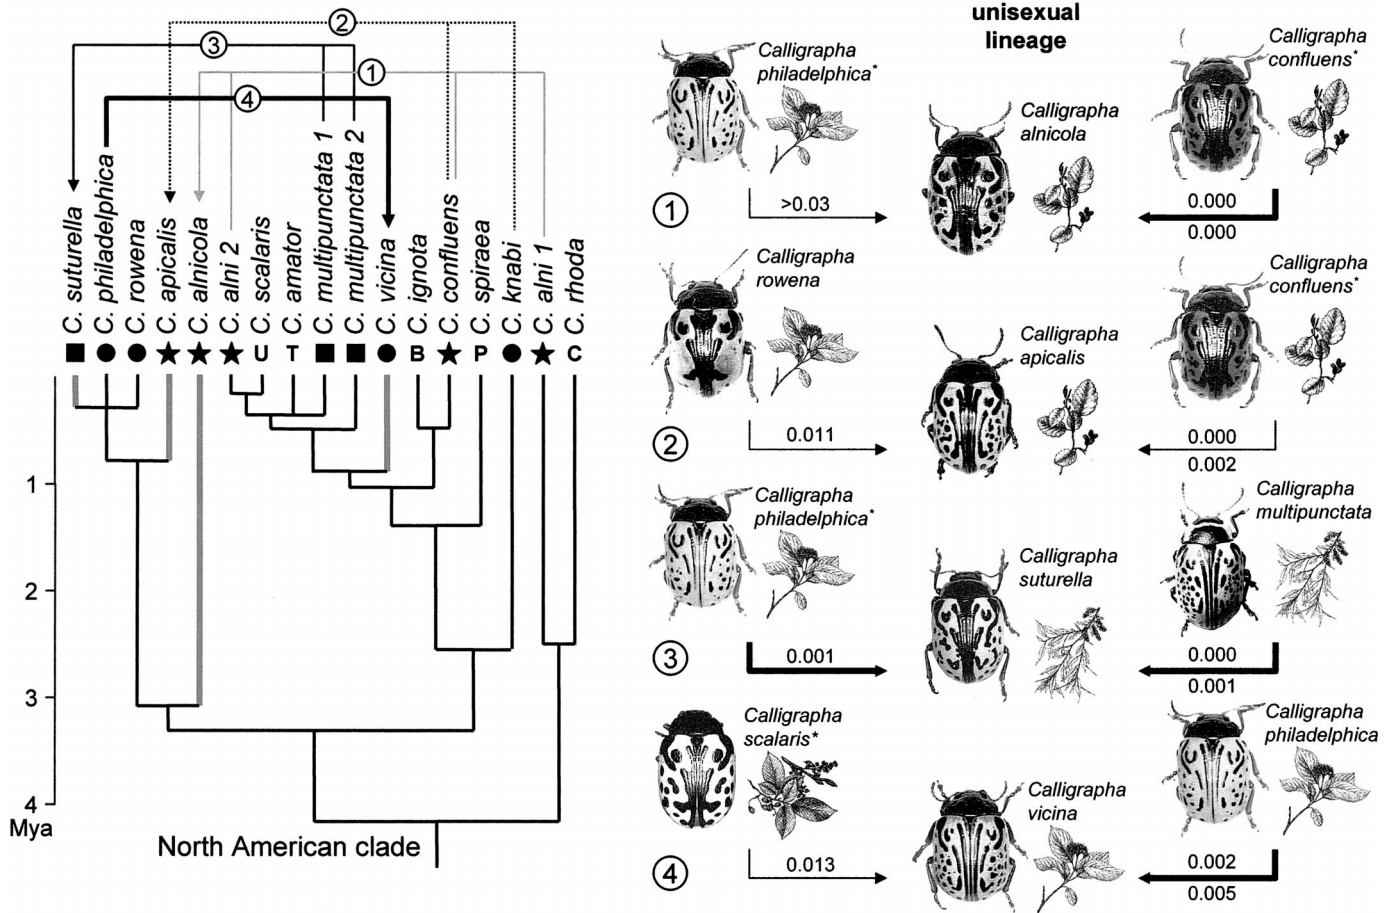 2
3
1
4
C. suturella
C. philadelphica
C. rowena
C. apicalis
C. alnicola
C. alni 2
C. scalaris
C. amator
C. multipunctata 1
C. multipunctata 2
C. vicina
C. ignota
C. confluens
C. spiraea
C. knabi
C. alni 1
C. rhoda
U T B P C
1
2
3
4
Mya
North American clade
unisexual
lineage
Calligrapha
philadelphica*
Calligrapha
alnicola
Calligrapha
confluens*
1
>0.03
0.000
0.000
Calligrapha
rowena
Calligrapha
apicalis
Calligrapha
confluens*
2
0.011
0.000
0.002
Calligrapha
philadelphica*
Calligrapha
suturella
Calligrapha
multipunctata
3
0.001
0.000
0.001
Calligrapha
scalaris*
Calligrapha
vicina
Calligrapha
philadelphica
4
0.013
0.002
0.005